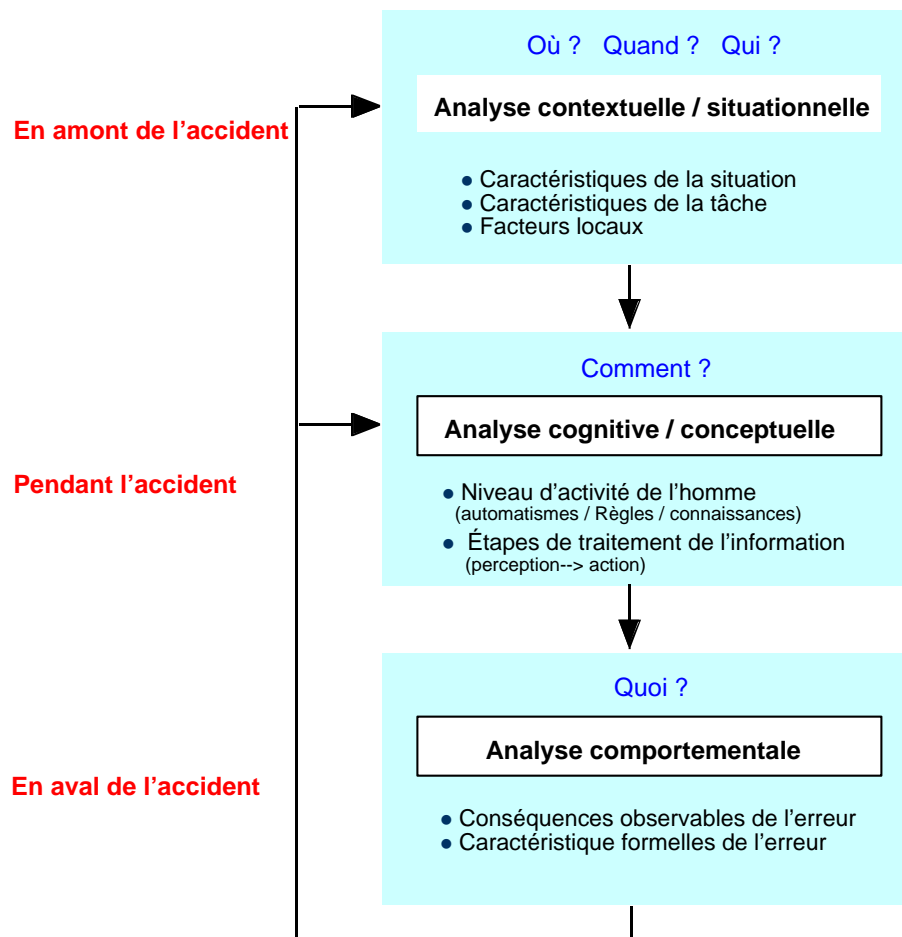 Où ? Quand ? Qui ?
Analyse contextuelle / situationnelle
En amont de l’accident
● Caractéristiques de la situation
● Caractéristiques de la tâche
● Facteurs locaux
Comment ?
Analyse cognitive / conceptuelle
Pendant l’accident
● Niveau d’activité de l’homme
(automatismes / Règles / connaissances)
● Étapes de traitement de l’information
(perception--> action)
Quoi ?
Analyse comportementale
En aval de l’accident
● Conséquences observables de l’erreur
● Caractéristique formelles de l’erreur